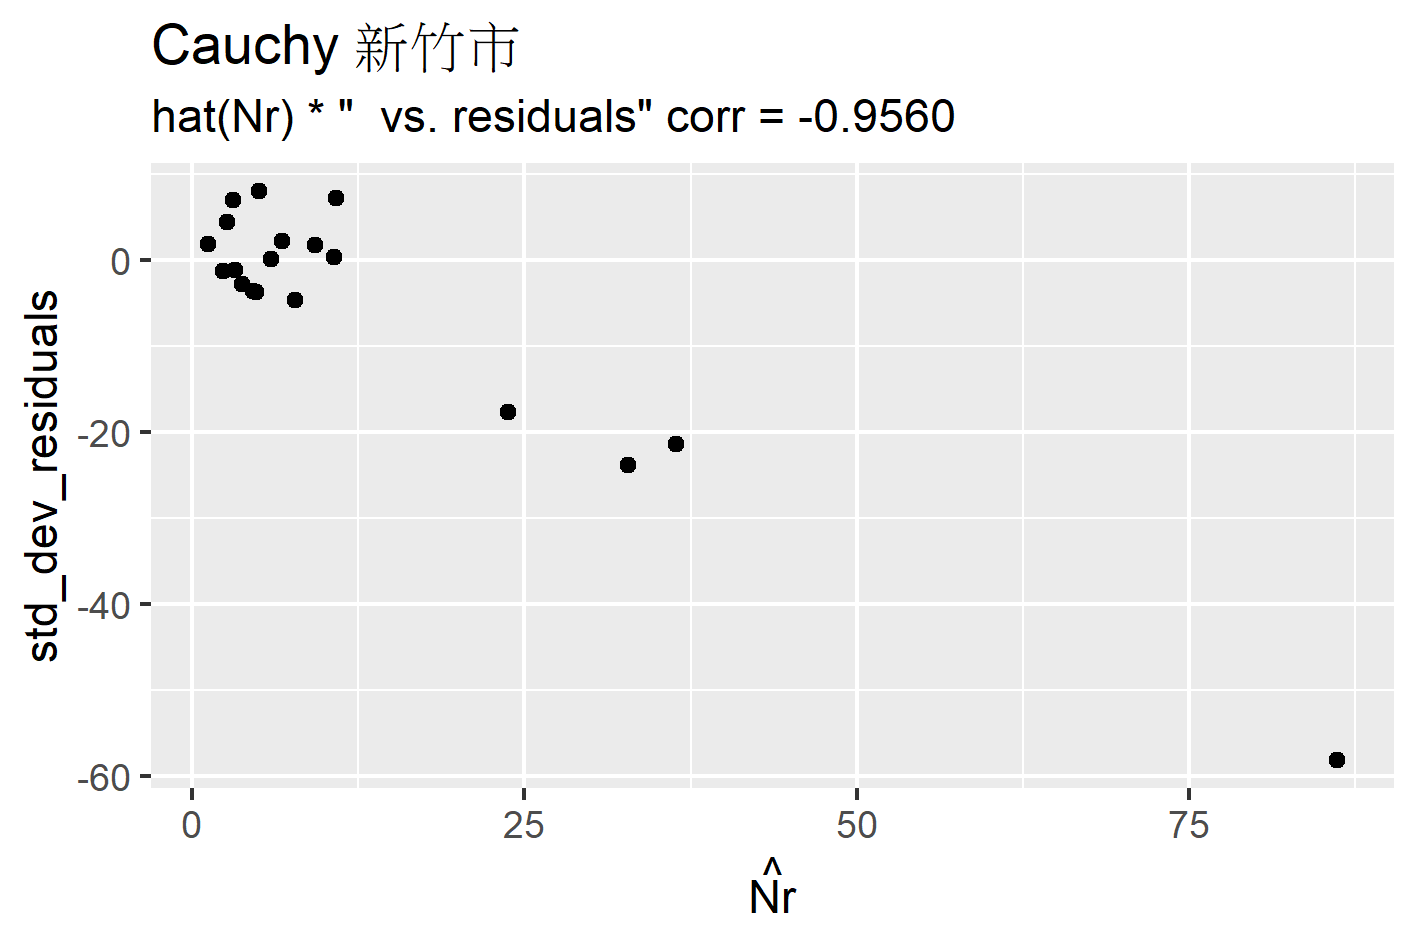 Cauchy 新竹市
hat(Nr) * "  vs. residuals" corr = -0.9560
std_dev_residuals
0
-20
-40
-60
0
25
50
75
N̂r